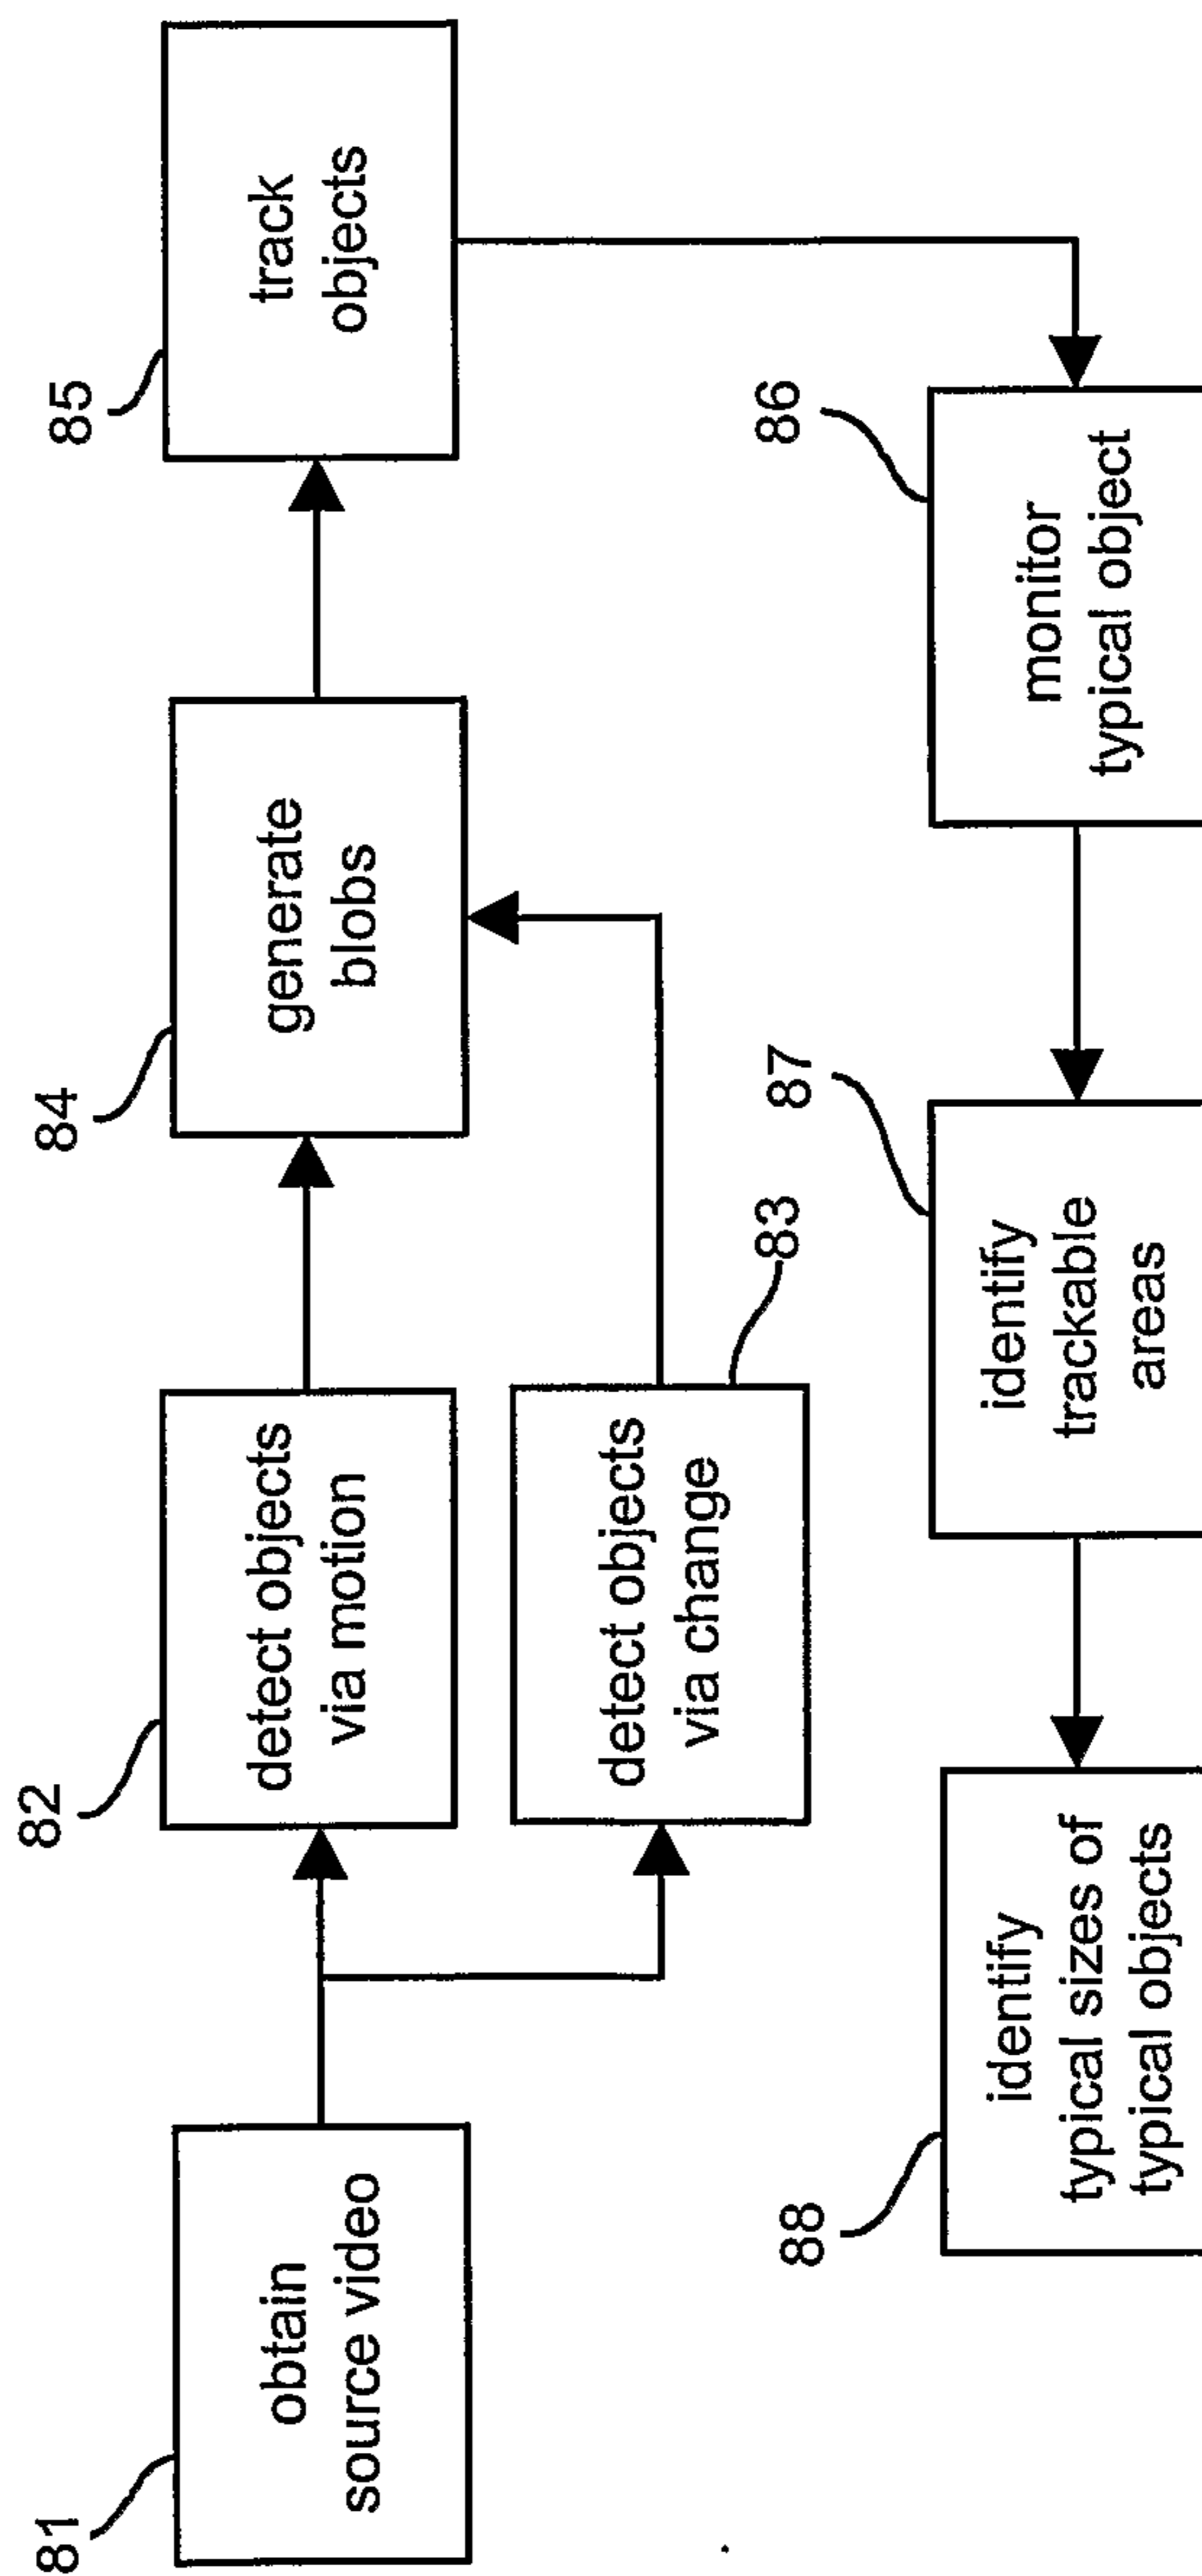 81
obtain
source video
82
detect objects
via motion
83
detect objects
via change
84
generate
blobs
85
track
objects
86
monitor
typical object
87
identify
trackable
areas
88
identify
typical sizes of
typical objects